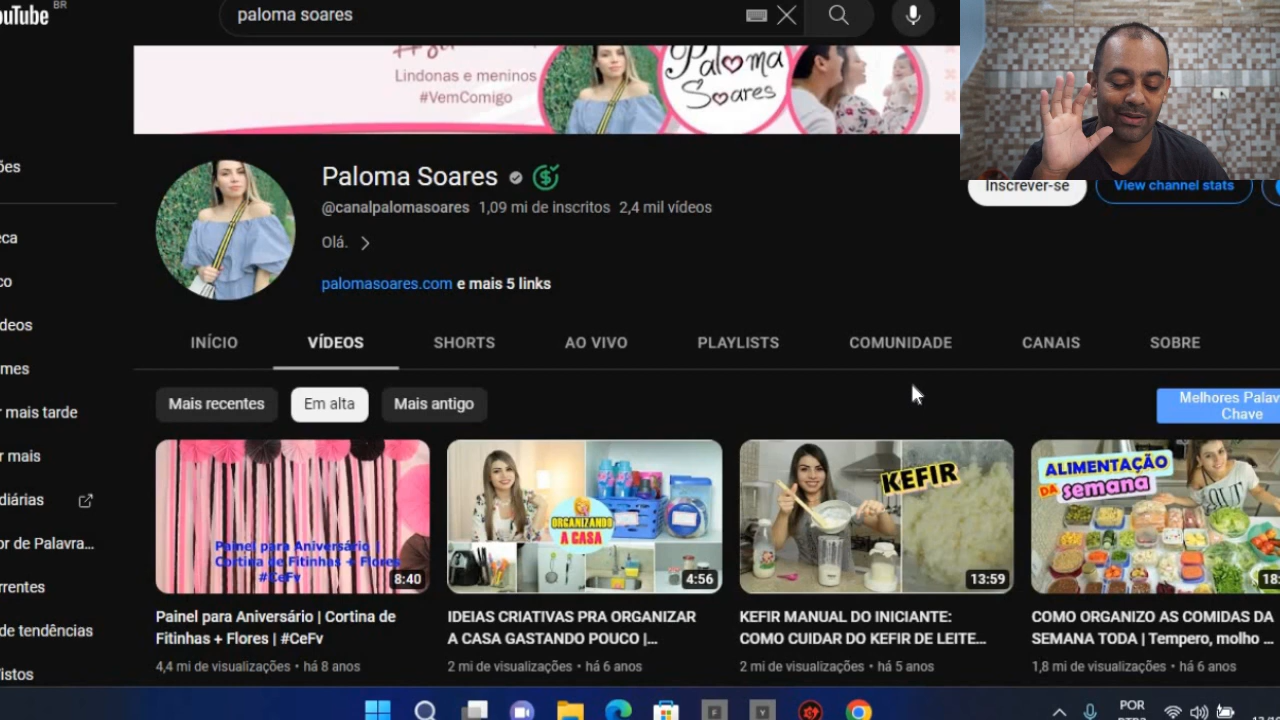 ouTube BR
paloma soares
Lindonas e meninos
#VemComigo
Paloma
Soares
ões
Paloma Soares
Inscrever-se
View channel stats
@canalpalomasoares 1,09 mi de inscritos 2,4 mil vídeos
eca
Olá.
co
palomasoares.com e mais 5 links
deos
INÍCIO
VÍDEOS
SHORTS
AO VIVO
PLAYLISTS
COMUNIDADE
CANAIS
SOBRE
mes
Mais recentes
Em alta
Mais antigo
Melhores Palav
Chave
r mais tarde
r mais
diárias
or de Palavra...
rrentes
de tendências
istos
Painel para Aniversário |
Cortina de Fitinhas + Flores
#CeFv
8:40
ORGANIZANDO
A CASA
4:56
KEFIR
13:59
ALIMENTAÇÃO
DA semana
18:
Painel para Aniversário | Cortina de
Fitinhas + Flores | #CeFv
4,4 mi de visualizações • há 8 anos
IDEIAS CRIATIVAS PRA ORGANIZAR
A CASA GASTANDO POUCO |...
2 mi de visualizações • há 6 anos
KEFIR MANUAL DO INICIANTE:
COMO CUIDAR DO KEFIR DE LEITE...
2 mi de visualizações • há 5 anos
COMO ORGANIZO AS COMIDAS DA
SEMANA TODA | Tempero, molho ...
1,8 mi de visualizações • há 6 anos
POR